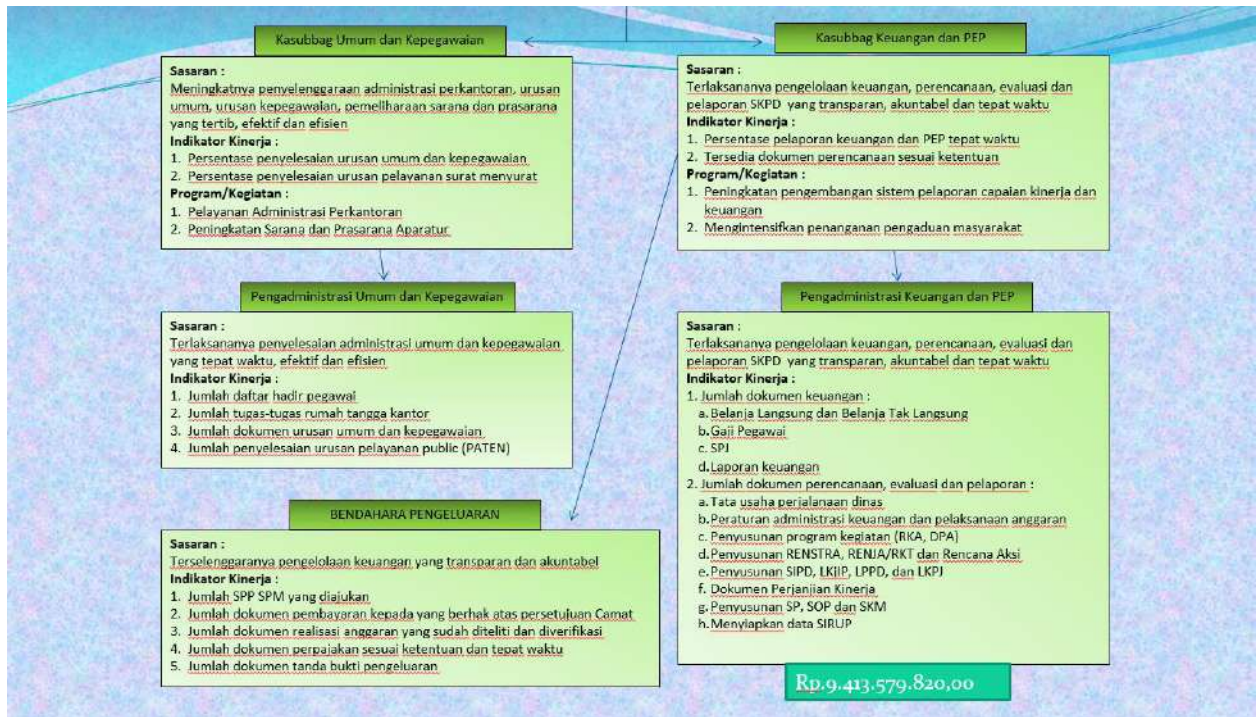 Kasubbag Umum dan Kepegawaian
Sasaran :
Meningkatnya penyelenggaraan administrasi perkantoran, urusan
umum, urusan kepegawaian, pemeliharaan sarana dan prasarana
yang tertib, efektif dan efisien
Indikator Kinerja :
1. Persentase penyelesaian urusan umum dan kepegawaian
2. Persentase penyelesaian urusan pelayanan surat menyurat
Program/Kegiatan :
1. Pelayanan Administrasi Perkantoran
2. Peningkatan Sarana dan Prasarana Aparatur
Kasubbag Keuangan dan PEP
Sasaran :
Terlaksananya pengelolaan keuangan, perencanaan, evaluasi dan
pelaporan SKPD yang transparan, akuntabel dan tepat waktu
Indikator Kinerja :
1. Persentase pelaporan keuangan dan PEP tepat waktu
2. Tersedia dokumen perencanaan sesuai ketentuan
Program/Kegiatan :
1. Peningkatan pengembangan sistem pelaporan capaian kinerja dan
keuangan
2. Mengintensifkan penanganan pengaduan masyarakat
Pengadministrasi Umum dan Kepegawaian
Sasaran :
Terlaksananya penyelesaian administrasi umum dan kepegawaian
yang tepat waktu, efektif dan efisien
Indikator Kinerja :
1. Jumlah daftar hadir pegawai
2. Jumlah tugas-tugas rumah tangga kantor
3. Jumlah dokumen urusan umum dan kepegawaian
4. Jumlah penyelesaian urusan pelayanan public (PATEN)
BENDAHARA PENGELUARAN
Sasaran :
Terselenggaranya pengelolaan keuangan yang transparan dan akuntabel
Indikator Kinerja :
1. Jumlah SPP SPM yang diajukan
2. Jumlah dokumen pembayaran kepada yang berhak atas persetujuan Camat
3. Jumlah dokumen realisasi anggaran yang sudah diteliti dan diverifikasi
4. Jumlah dokumen perpajakan sesuai ketentuan dan tepat waktu
5. Jumlah dokumen tanda bukti pengeluaran
Pengadministrasi Keuangan dan PEP
Sasaran :
Terlaksananya pengelolaan keuangan, perencanaan, evaluasi dan
pelaporan SKPD yang transparan, akuntabel dan tepat waktu
Indikator Kinerja :
1. Jumlah dokumen keuangan :
a. Belanja Langsung dan Belanja Tak Langsung
b. Gaji Pegawai
c. SPJ
d. Laporan keuangan
2. Jumlah dokumen perencanaan, evaluasi dan pelaporan :
a. Tata usaha perjalanaan dinas
b. Peraturan administrasi keuangan dan pelaksanaan anggaran
c. Penyusunan program kegiatan (RKA, DPA)
d. Penyusunan RENSTRA, RENJA/RKT dan Rencana Aksi
e. Penyusunan SIPD, LKjIP, LPPD, dan LKPJ
f. Dokumen Perjanjian Kinerja
g. Penyusunan SP, SOP dan SKM
h. Menyiapkan data SIRUP
Rp.9.413.579.820,00